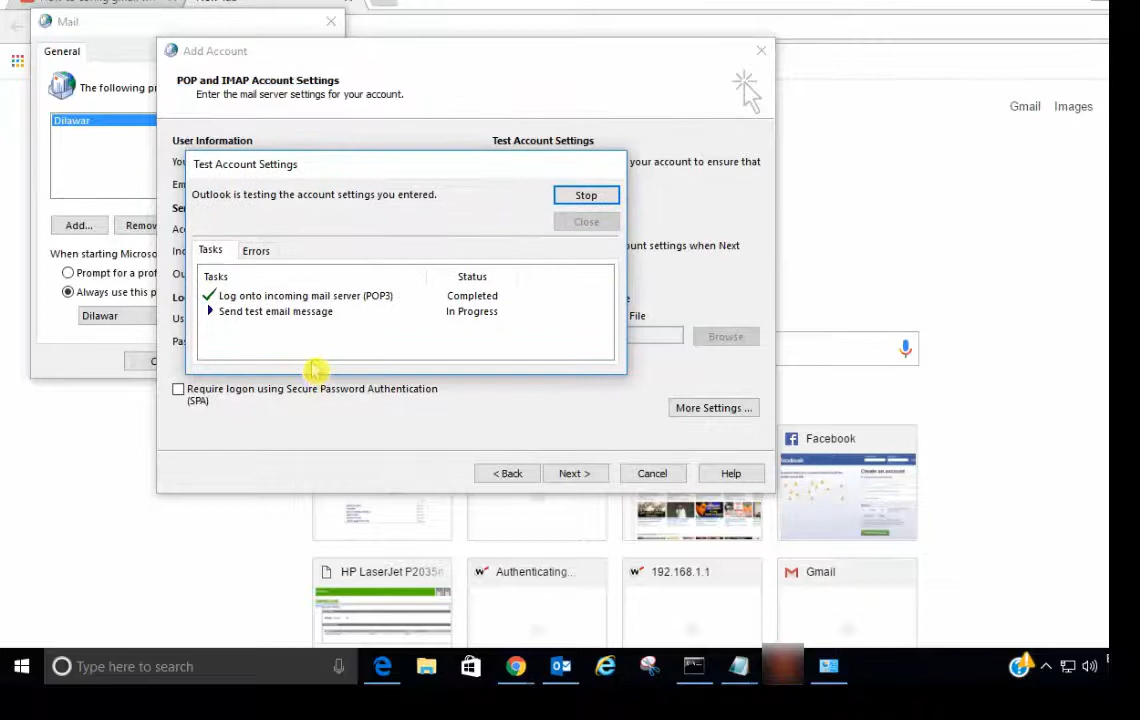 New Tab
Mail
General
The following pr
Dilawar
Add...
Remov
When starting Microso
Prompt for a prof
Always use this p
Dilawar
Add Account
POP and IMAP Account Settings
Enter the mail server settings for your account.
User Information
Test Account Settings
your account to ensure that
ount settings when Next
File
Browse
Require logon using Secure Password Authentication
(SPA)
More Settings ...
< Back
Next >
Cancel
Help
Test Account Settings
Outlook is testing the account settings you entered.
Stop
Close
Tasks
Errors
Tasks
Status
Log onto incoming mail server (POP3)
Completed
Send test email message
In Progress
Gmail
Images
Facebook
HP LaserJet P2035n
Authenticating...
192.168.1.1
Gmail
Type here to search